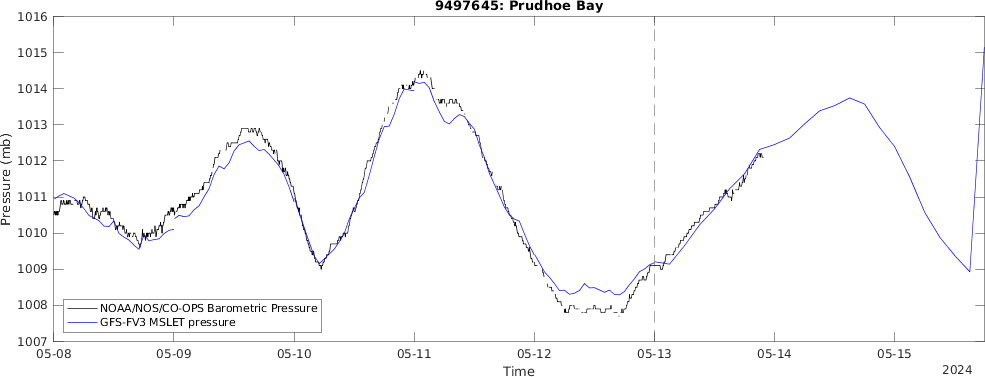 9497645: Prudhoe Bay
1016
1015
1014
1013
1012
1011
1010
1009
1008
1007
Pressure (mb)
NOAA/NOS/CO-OPS Barometric Pressure
GFS-FV3 MSLET pressure
05-08 05-09 05-10 05-11 05-12 05-13 05-14 05-15
Time
2024